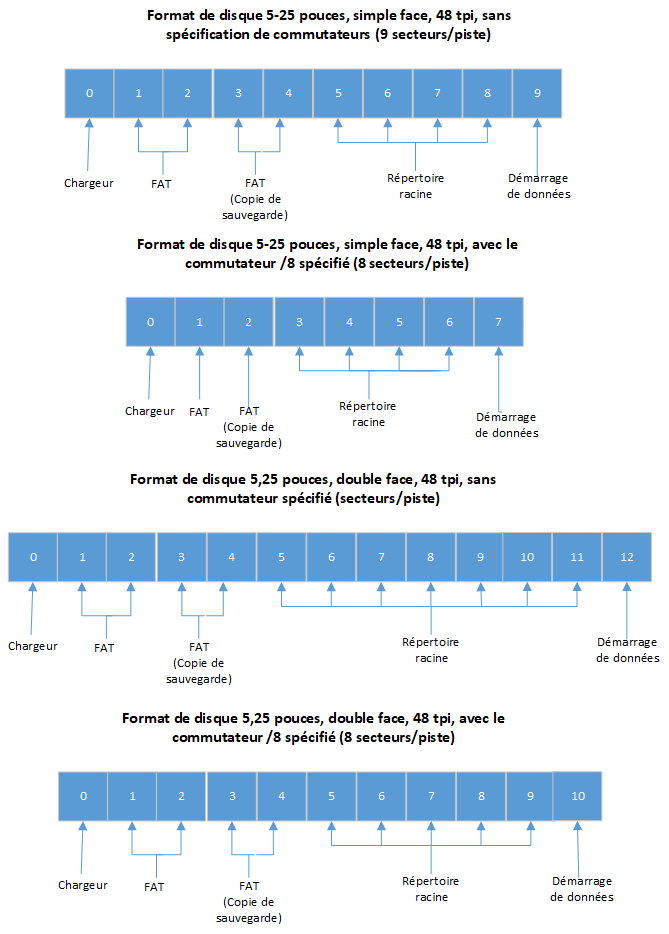 Format de disque 5-25 pouces, simple face, 48 tpi, sans
spécification de commutateurs (9 secteurs/piste)
0 1 2 3 4 5 6 7 8 9
Chargeur
FAT
FAT
(Copie de
sauvegarde)
Répertoire
racine
Démarrage
de données
Format de disque 5-25 pouces, simple face, 48 tpi, avec le
commutateur /8 spécifié (8 secteurs/piste)
0 1 2 3 4 5 6 7
Chargeur
FAT
FAT
(Copie de
sauvegarde)
Répertoire
racine
Démarrage
de données
Format de disque 5,25 pouces, double face, 48 tpi, sans
commutateur spécifié (secteurs/piste)
0 1 2 3 4 5 6 7 8 9 10 11 12
Chargeur
FAT
FAT
(Copie de
sauvegarde)
Répertoire
racine
Démarrage
de données
Format de disque 5,25 pouces, double face, 48 tpi, avec le
commutateur /8 spécifié (8 secteurs/piste)
0 1 2 3 4 5 6 7 8 9 10
Chargeur
FAT
FAT
(Copie de
sauvegarde)
Répertoire
racine
Démarrage
de données